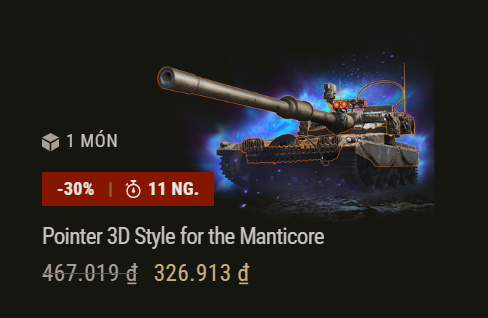 1 MÓN
-30% | 11 NG.
Pointer 3D Style for the Manticore
467.019 ₫ 326.913 ₫